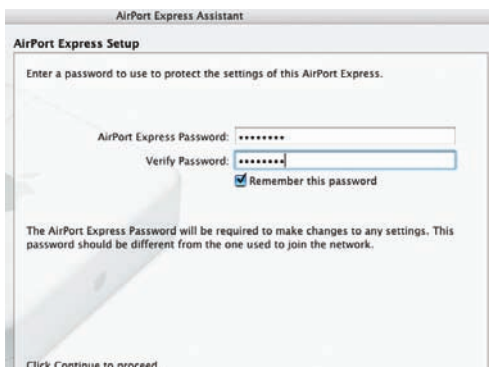 AirPort Express Assistant
AirPort Express Setup
Enter a password to use to protect the settings of this AirPort Express.
AirPort Express Password: ••••••••
Verify Password: ••••••••
Remember this password
The AirPort Express Password will be required to make changes to any settings. This
password should be different from the one used to join the network.
Click Continue to proceed